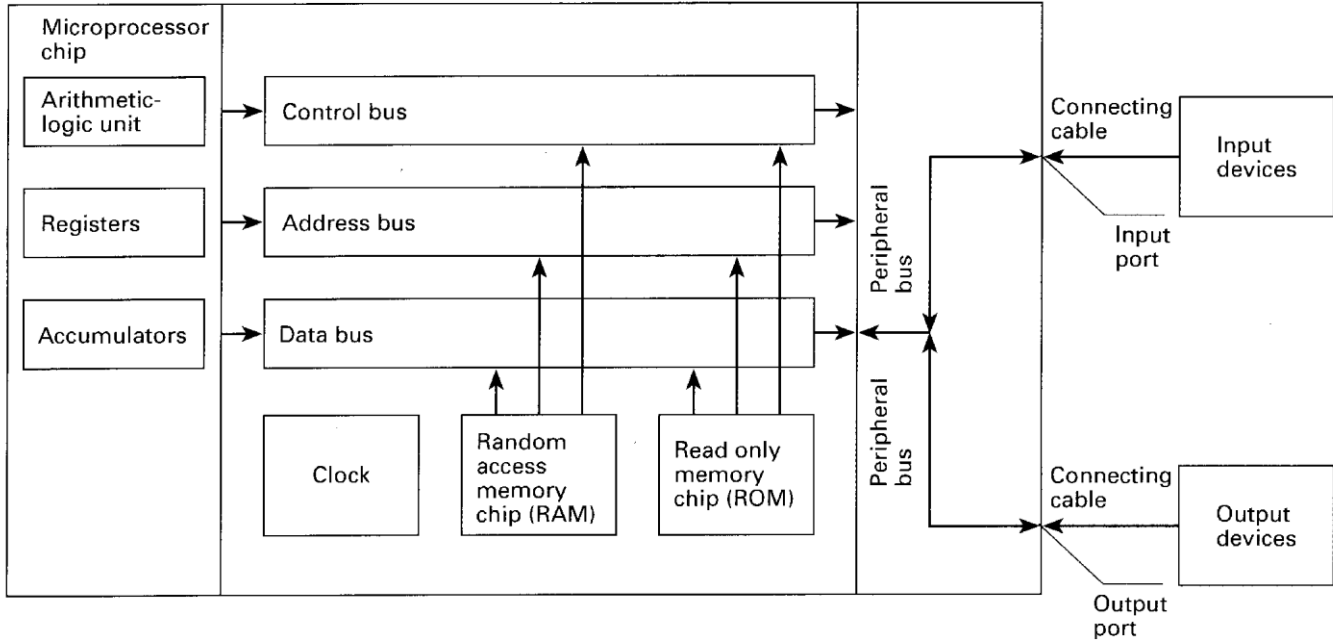 Microprocessor
chip
Arithmetic-
logic unit
Registers
Accumulators
Control bus
Address bus
Data bus
Clock
Random
access
memory
chip (RAM)
Read only
memory
chip (ROM)
Peripheral
bus
Peripheral
bus
Connecting
cable
Input
devices
Input
port
Connecting
cable
Output
devices
Output
port